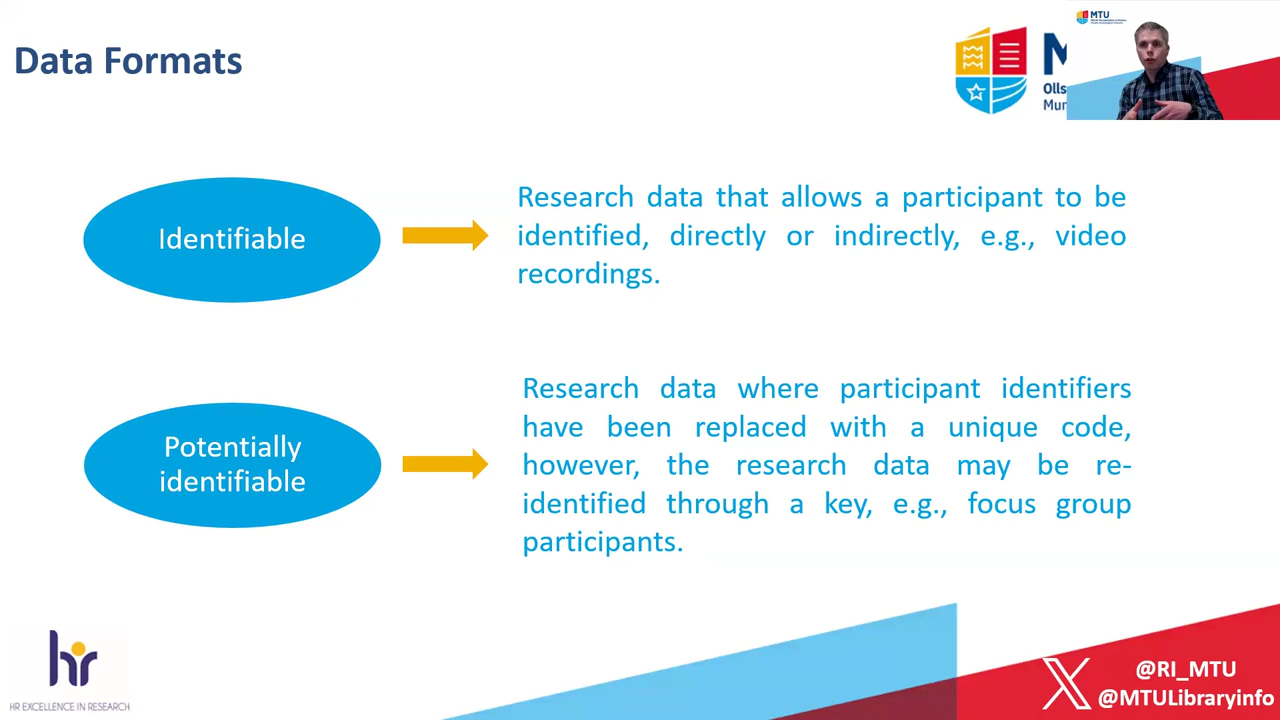 Data Formats
MTU
Olls
Mun
Identifiable
Research data that allows a participant to be
identified, directly or indirectly, e.g., video
recordings.
Potentially
identifiable
Research data where participant identifiers
have been replaced with a unique code,
however, the research data may be re-
identified through a key, e.g., focus group
participants.
hr
HR EXCELLENCE IN RESEARCH
@RI_MTU
@MTULibraryinfo